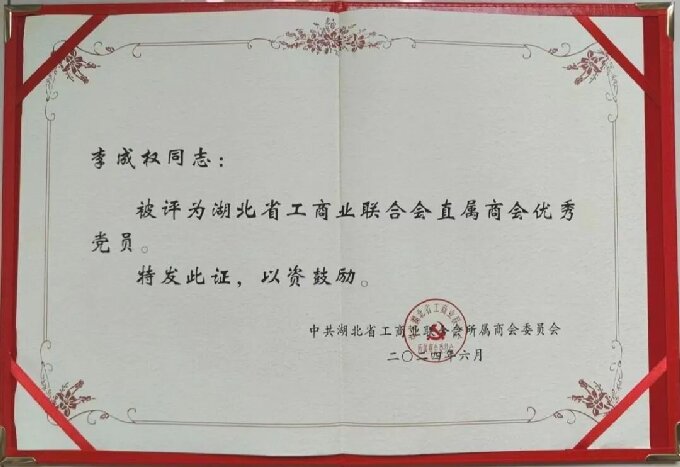 李成权同志：
被评为湖北省工商业联合会直属商会优秀
党员。
特发此证，以资鼓励。
中共湖北省工商业联合会所属商会委员会
二〇二四年六月